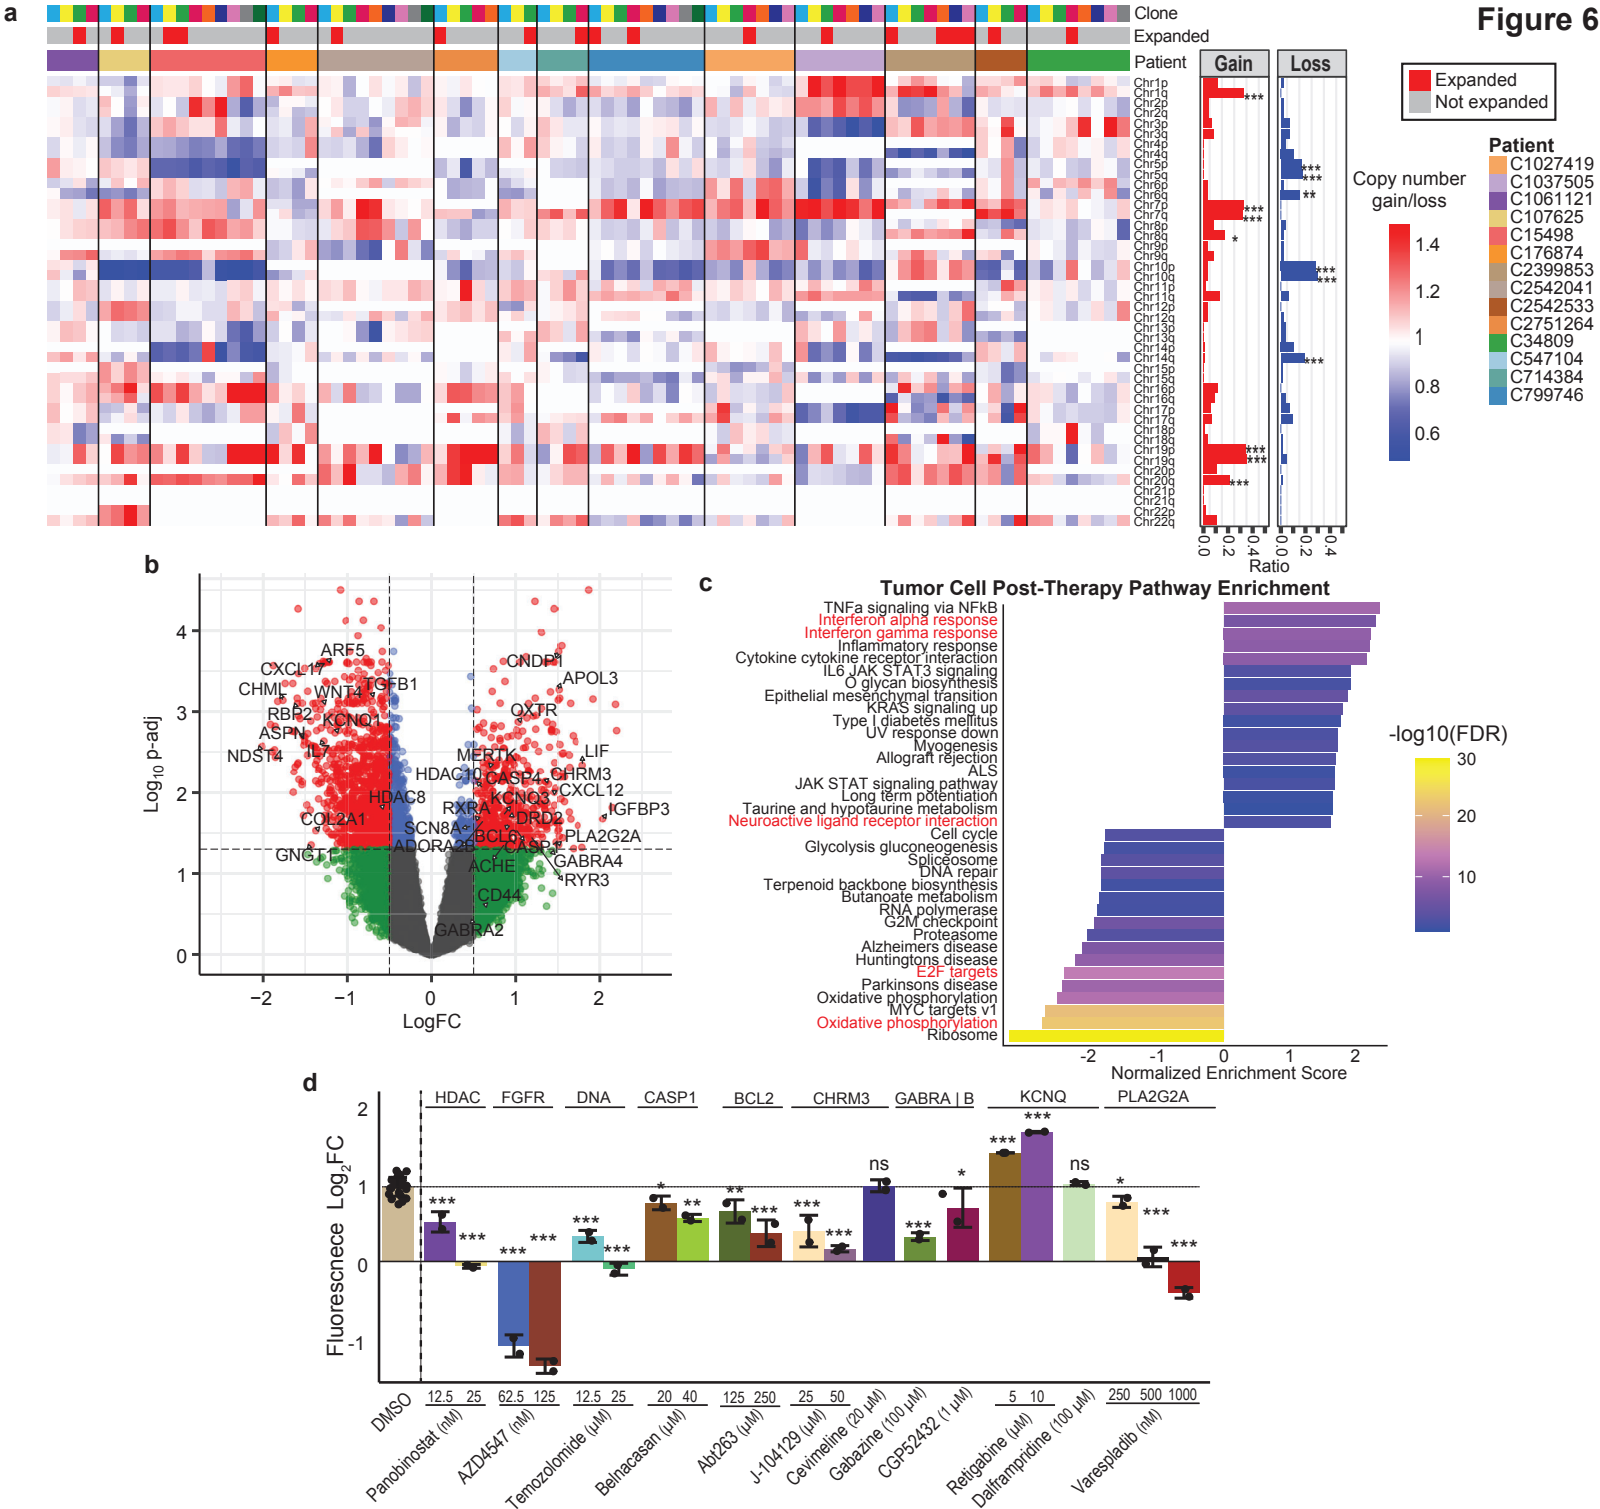 Figure 6
a
Clone
Expanded
Patient
Gain
Loss
Chr1p
Chr1q
Chr2p
Chr2q
Chr3p
Chr3q
Chr4p
Chr4q
Chr5p
Chr5q
Chr6p
Chr6q
Chr7p
Chr7q
Chr8p
Chr8q
Chr9p
Chr9q
Chr10p
Chr10q
Chr11p
Chr11q
Chr12p
Chr12q
Chr13p
Chr13q
Chr14p
Chr14q
Chr15p
Chr15q
Chr16p
Chr16q
Chr17p
Chr17q
Chr18p
Chr18q
Chr19p
Chr19q
Chr20p
Chr20q
Chr21p
Chr21q
Chr22p
Chr22q
***
***
***
*
***
***
***
***
***
**
***
***
***
0.0 0.2 0.4
0.0 0.2 0.4
Ratio
Expanded
Not expanded
Copy number
gain/loss
1.4
1.2
1
0.8
0.6
Patient
C1027419
C1037505
C1061121
C107625
C15498
C176874
C2399853
C2542041
C2542533
C2751264
C34809
C547104
C714384
C799746
b
Log10 p-adj
4
3
2
1
0
−2 −1 0 1 2
LogFC
ARF5
CXCL17
CHML
WNT4
TGFB1
RBP2
KCNQ1
ASPN
IL7
NDST4
HDAC8
COL2A1
GNGT1
CNDP1
APOL3
OXTR
MERTK
LIF
HDAC10
CASP4
CHRM3
CXCL12
KCNQ3
RXRA
DRD2
IGFBP3
SCN8A
BCL6
PLA2G2A
ADORA2B
CASP1
GABRA4
ACHE
RYR3
CD44
GABRA2
c
Tumor Cell Post-Therapy Pathway Enrichment
TNFa signaling via NFkB
Interferon alpha response
Interferon gamma response
Inflammatory response
Cytokine cytokine receptor interaction
IL6 JAK STAT3 signaling
O glycan biosynthesis
Epithelial mesenchymal transition
KRAS signaling up
Type I diabetes mellitus
UV response down
Myogenesis
Allograft rejection
ALS
JAK STAT signaling pathway
Long term potentiation
Taurine and hypotaurine metabolism
Neuroactive ligand receptor interaction
Cell cycle
Glycolysis gluconeogenesis
Spliceosome
DNA repair
Terpenoid backbone biosynthesis
Butanoate metabolism
RNA polymerase
G2M checkpoint
Proteasome
Alzheimers disease
Huntingtons disease
E2F targets
Parkinsons disease
Oxidative phosphorylation
MYC targets v1
Oxidative phosphorylation
Ribosome
-2 -1 0 1 2
Normalized Enrichment Score
-log10(FDR)
30
20
10
d
Fluorescnece Log2FC
2
1
0
-1
HDAC FGFR DNA CASP1 BCL2 CHRM3 GABRA | B KCNQ PLA2G2A
*** *** *** *** *** *** * ** ** *** *** *** ns *** * *** *** ns * *** ***
12.5 25 62.5 125 12.5 25 20 40 125 250 25 50 5 10 250 500 1000
DMSO
Panobinostat (nM)
AZD4547 (nM)
Temozolomide (µM)
Belnacasan (µM)
Abt263 (µM)
J-104129 (µM)
Cevimeline (20 µM)
Gabazine (100 µM)
CGP52432 (1 µM)
Retigabine (µM)
Dalframpridine (100 µM)
Varespladib (nM)